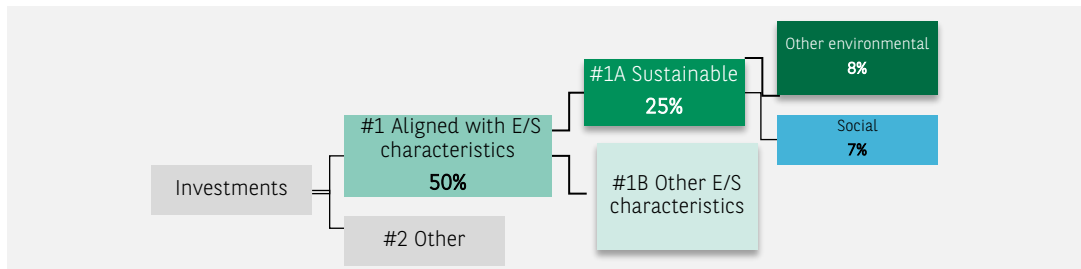 Investments
#1 Aligned with E/S
characteristics
50%
#2 Other
#1A Sustainable
25%
#1B Other E/S
characteristics
Other environmental
8%
Social
7%